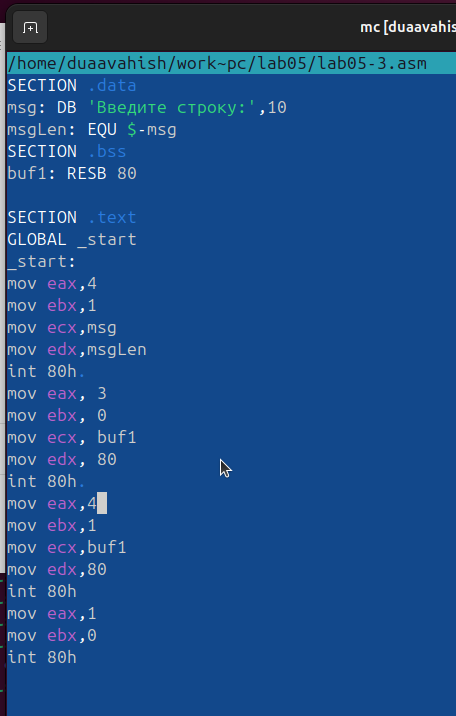 mc [duaavahis
/home/duaavahish/work~pc/lab05/lab05-3.asm
SECTION .data
msg: DB 'Введите строку:',10
msgLen: EQU $-msg
SECTION .bss
buf1: RESB 80
SECTION .text
GLOBAL _start
_start:
mov eax,4
mov ebx,1
mov ecx,msg
mov edx,msgLen
int 80h.
mov eax, 3
mov ebx, 0
mov ecx, buf1
mov edx, 80
int 80h.
mov eax,4
mov ebx,1
mov ecx,buf1
mov edx,80
int 80h
mov eax,1
mov ebx,0
int 80h